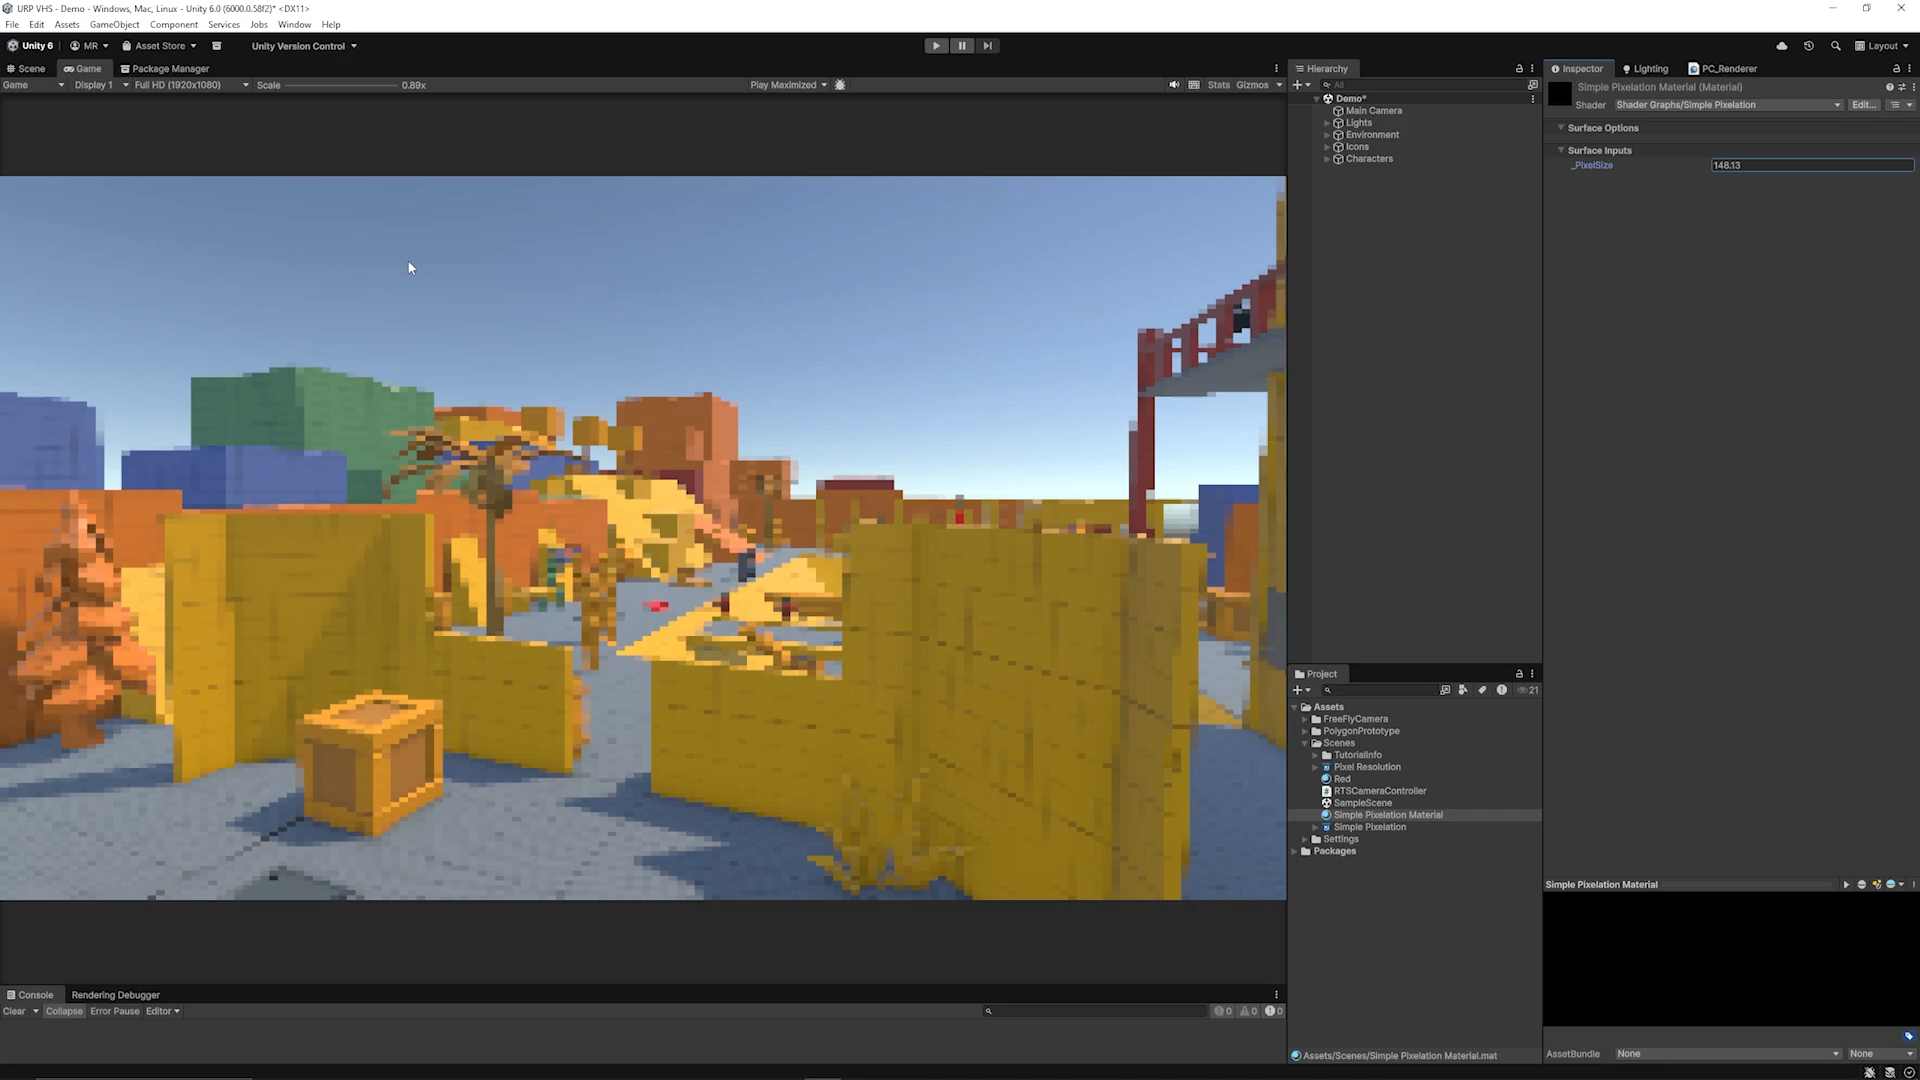 URP VHS - Demo - Windows, Mac, Linux - Unity 6.0 (6000.0.58f2)* <DX11>
File Edit Assets GameObject Component Services Jobs Window Help
Unity 6 MR Asset Store Unity Version Control Layout
Scene Game Package Manager
Game Display 1 Full HD (1920x1080) Scale 0.89x Play Maximized Stats Gizmos
Hierarchy
All
Demo*
Main Camera
Lights
Environment
Icons
Characters
Inspector Lighting PC_Renderer
Simple Pixelation Material (Material)
Shader Shader Graphs/Simple Pixelation Edit...
Surface Options
Surface Inputs
_PixelSize 148.13
Project
21
Assets
FreeFlyCamera
PolygonPrototype
Scenes
TutorialInfo
Pixel Resolution
Red
RTSCameraController
SampleScene
Simple Pixelation Material
Simple Pixelation
Settings
Packages
Assets/Scenes/Simple Pixelation Material.mat
Simple Pixelation Material
AssetBundle None None
Console Rendering Debugger
Clear Collapse Error Pause Editor 0 0 0